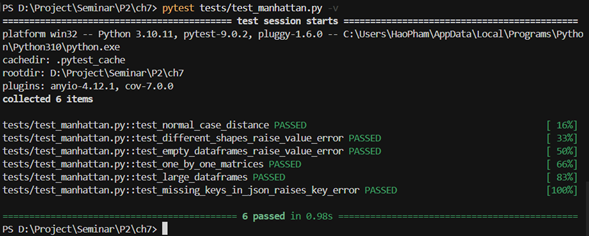 PS D:\Project\Seminar\P2\ch7> pytest tests/test_manhattan.py -v
========================================= test session starts =========================================
platform win32 -- Python 3.10.11, pytest-9.0.2, pluggy-1.6.0 -- C:\Users\HaoPham\AppData\Local\Programs\Pytho
n\Python310\python.exe
cachedir: .pytest_cache
rootdir: D:\Project\Seminar\P2\ch7
plugins: anyio-4.12.1, cov-7.0.0
collected 6 items
tests/test_manhattan.py::test_normal_case_distance PASSED [ 16%]
tests/test_manhattan.py::test_different_shapes_raise_value_error PASSED [ 33%]
tests/test_manhattan.py::test_empty_dataframes_raise_value_error PASSED [ 50%]
tests/test_manhattan.py::test_one_by_one_matrices PASSED [ 66%]
tests/test_manhattan.py::test_large_dataframes PASSED [ 83%]
tests/test_manhattan.py::test_missing_keys_in_json_raises_key_error PASSED [100%]
========================================== 6 passed in 0.98s ==========================================
PS D:\Project\Seminar\P2\ch7>